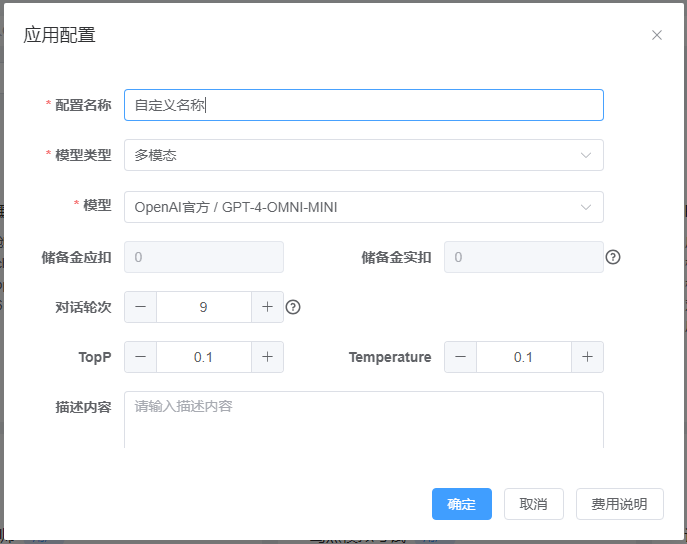 应用配置
* 配置名称 自定义名称
* 模型类型 多模态
* 模型 OpenAI官方 / GPT-4-OMNI-MINI
储备金应扣 0 储备金实扣 0 ?
对话轮次 − 9 + ?
TopP − 0.1 + Temperature − 0.1 +
描述内容 请输入描述内容
确定 取消 费用说明